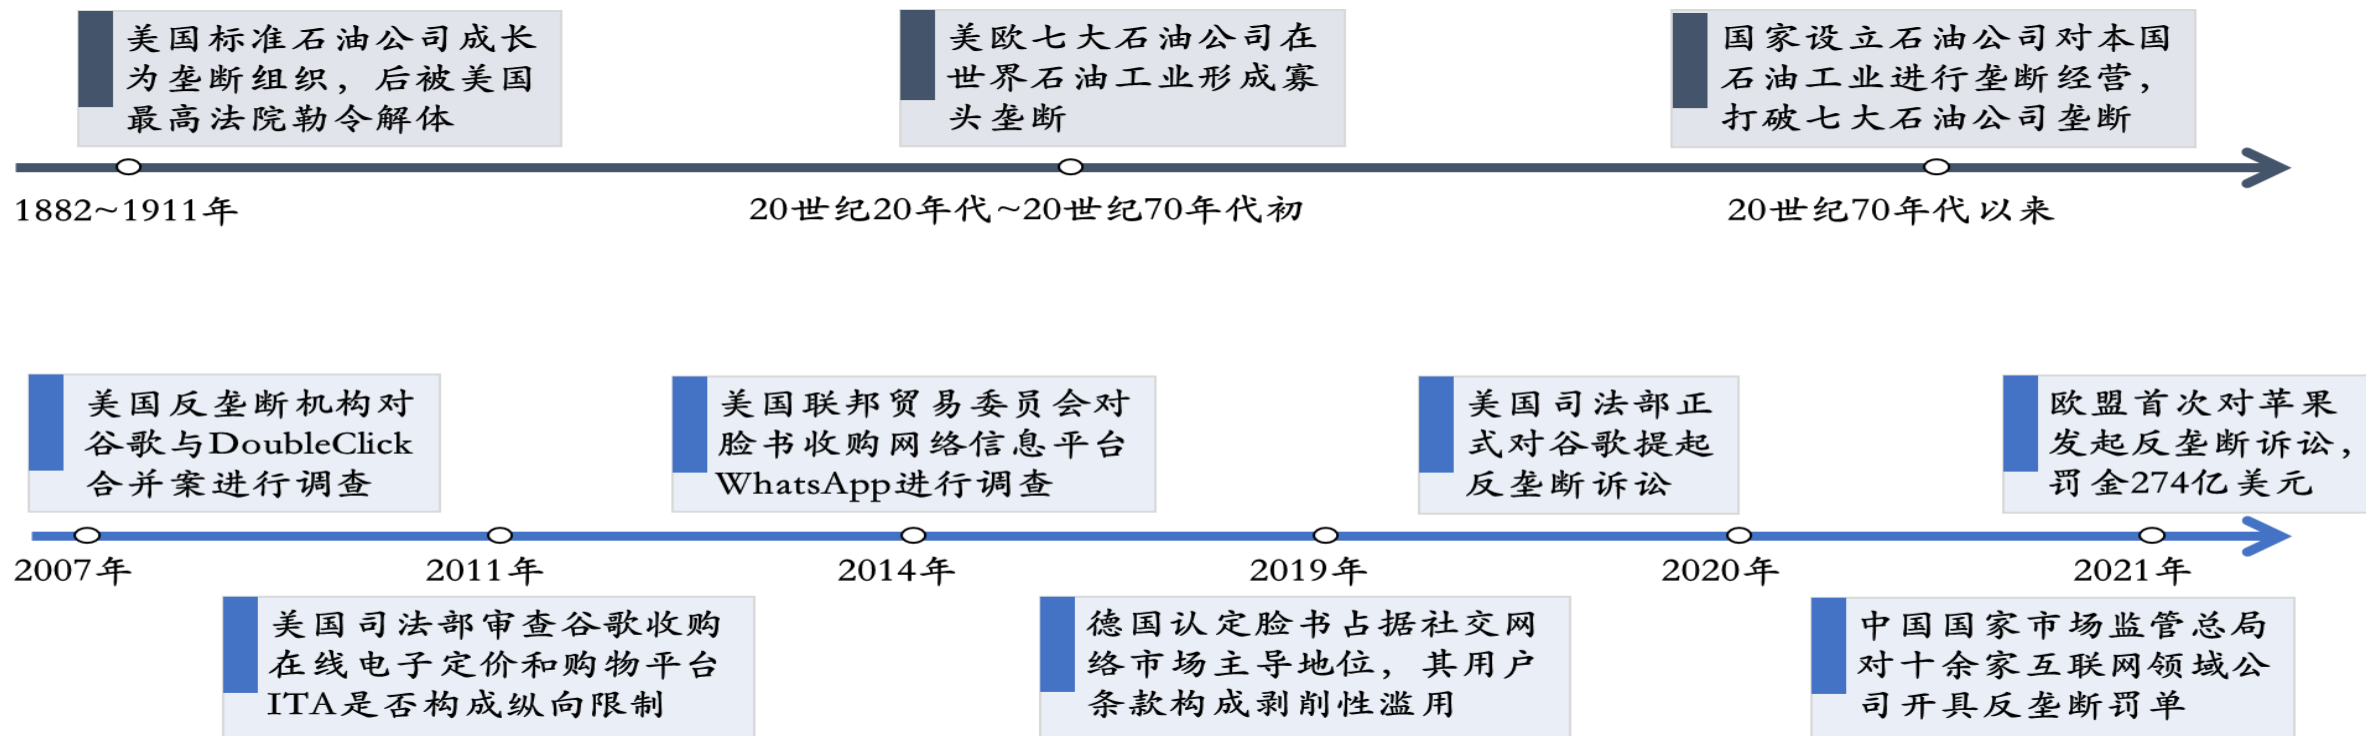 美国标准石油公司成长
为垄断组织，后被美国
最高法院勒令解体
美欧七大石油公司在
世界石油工业形成寡
头垄断
国家设立石油公司对本国
石油工业进行垄断经营，
打破七大石油公司垄断
1882~1911年
20世纪20年代~20世纪70年代初
20世纪70年代以来
美国反垄断机构对
谷歌与DoubleClick
合并案进行调查
美国联邦贸易委员会对
脸书收购网络信息平台
WhatsApp进行调查
美国司法部正
式对谷歌提起
反垄断诉讼
欧盟首次对苹果
发起反垄断诉讼，
罚金274亿美元
2007年
2011年
2014年
2019年
2020年
2021年
美国司法部审查谷歌收购
在线电子定价和购物平台
ITA是否构成纵向限制
德国认定脸书占据社交网
络市场主导地位，其用户
条款构成剥削性滥用
中国国家市场监管总局
对十余家互联网领域公
司开具反垄断罚单